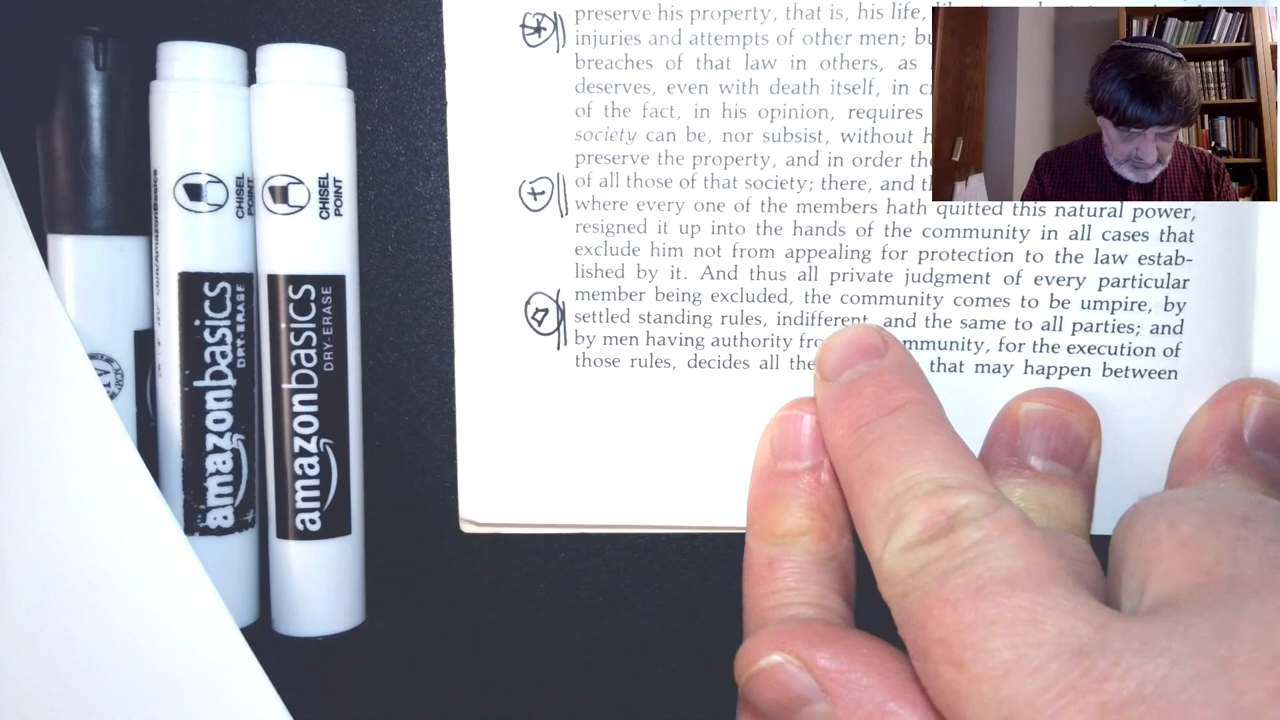 preserve his property, that is, his life,
injuries and attempts of other men;
breaches of that law in others, as
deserves, even with death itself, in
of the fact, in his opinion, requires
society can be, nor subsist, without
preserve the property, and in order
of all those of that society; there, and
where every one of the members hath quitted this natural power,
resigned it up into the hands of the community in all cases that
exclude him not from appealing for protection to the law estab-
lished by it. And thus all private judgment of every particular
member being excluded, the community comes to be umpire, by
settled standing rules, indifferent, and the same to all parties; and
by men having authority mmunity, for the execution of
those rules, decides all that may happen between
CHISEL
POINT
amazonbasics
DRY-ERASE
CHISEL
POINT
amazonbasics
DRY-ERASE